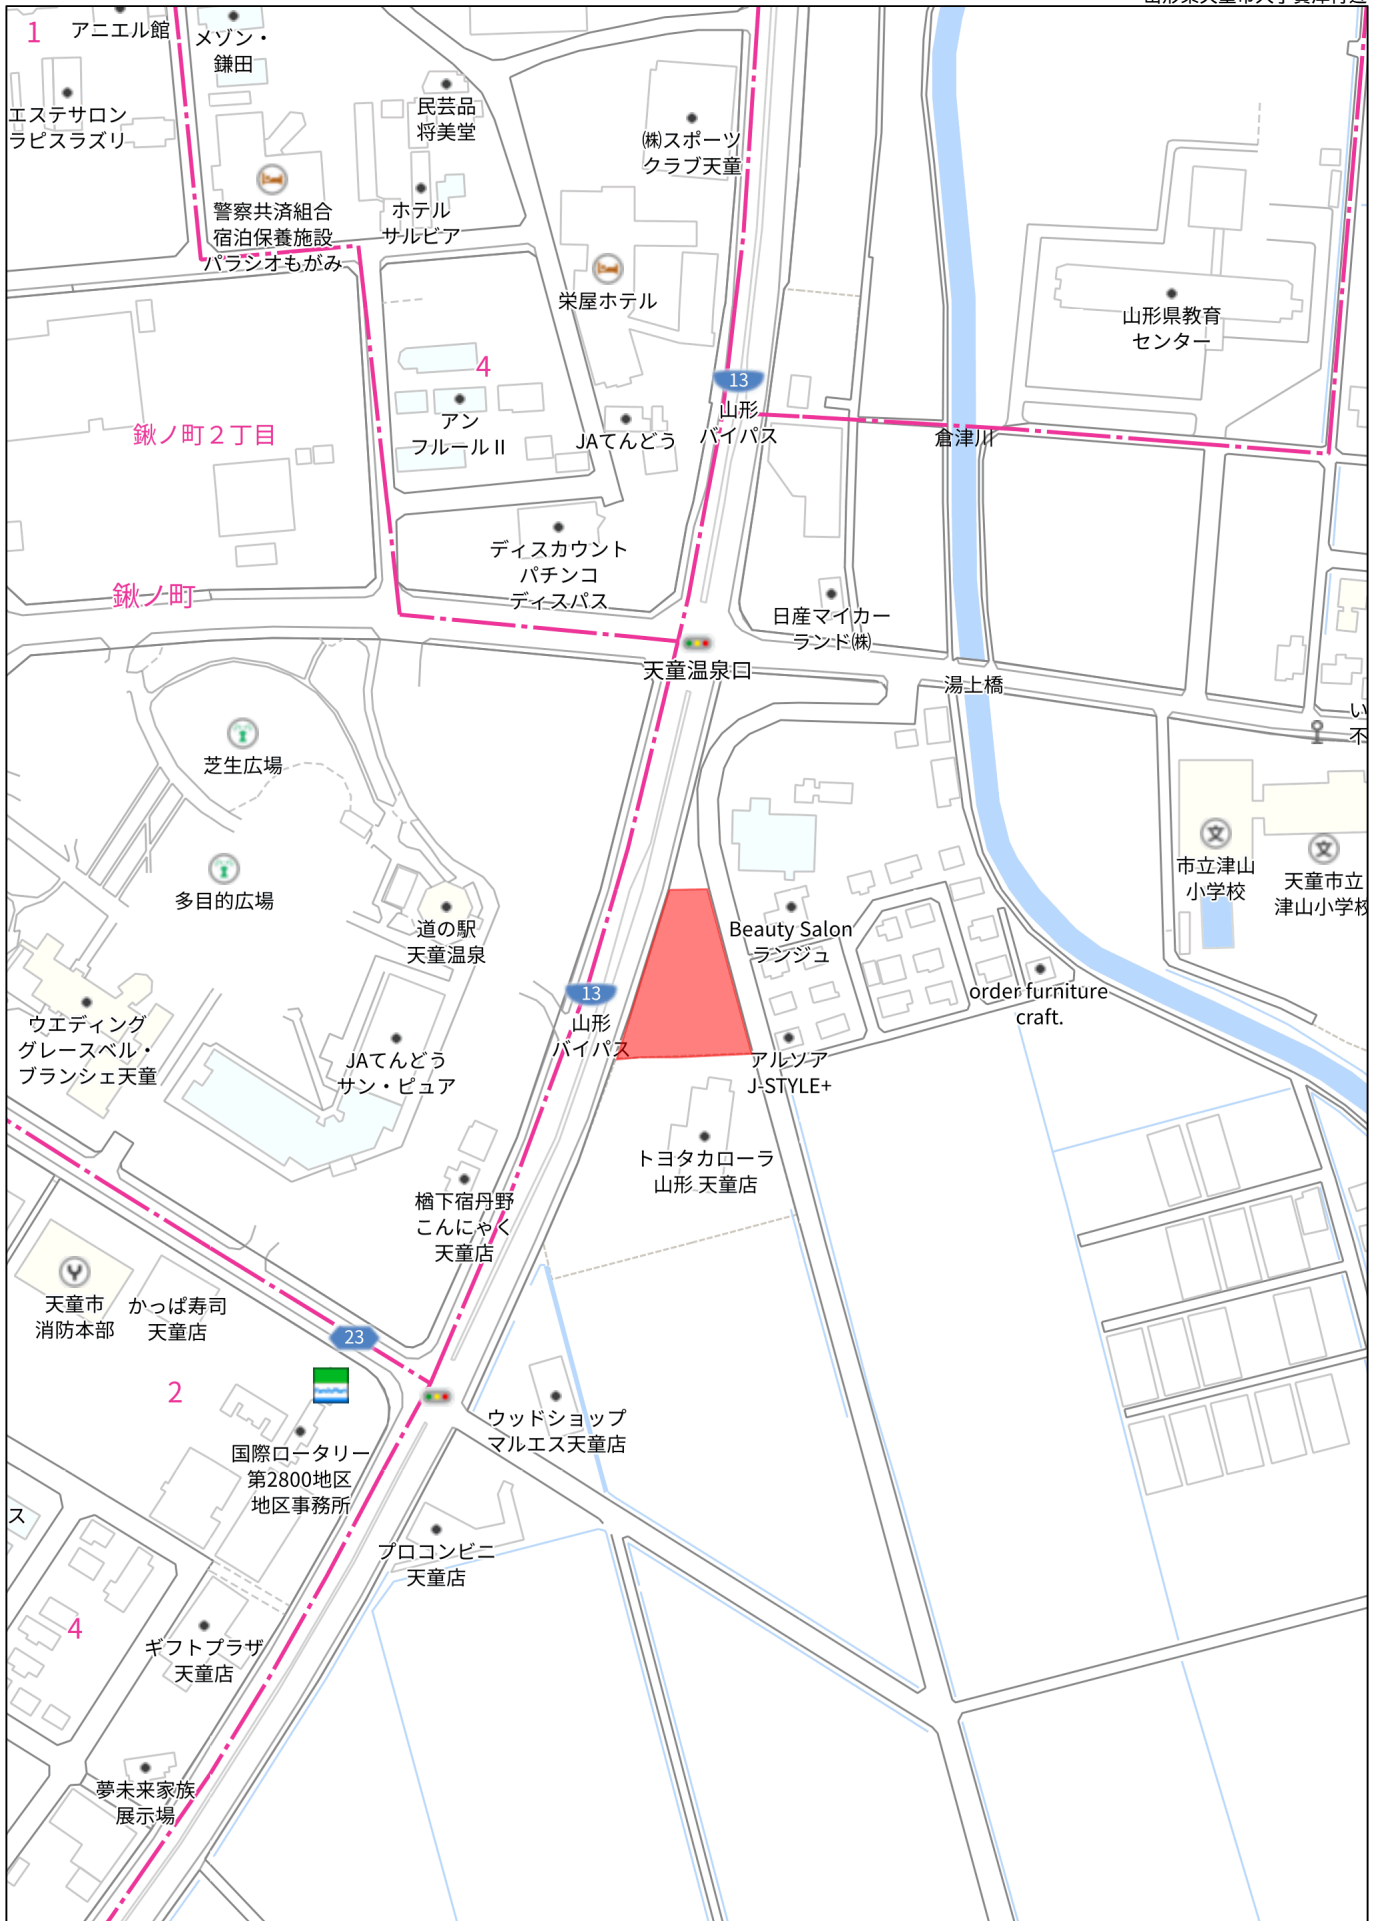 1
アニエル館
メゾン・
鎌田
エステサロン
ラピスラズリ
民芸品
将美堂
㈱スポーツ
クラブ天童
警察共済組合
宿泊保養施設
パラシオもがみ
ホテル
サルビア
栄屋ホテル
山形県教育
センター
4
13
山形
バイパス
アン
フルールⅡ
JAてんどう
鍬ノ町２丁目
倉津川
ディスカウント
パチンコ
ディスパス
鍬ノ町
日産マイカー
ランド㈱
天童温泉口
湯上橋
い
不
芝生広場
多目的広場
市立津山
小学校
天童市立
津山小学校
道の駅
天童温泉
Beauty Salon
ランジュ
order furniture
craft.
13
山形
バイパス
ウエディング
グレースベル・
ブランシェ天童
JAてんどう
サン・ピュア
アルソア
J-STYLE+
トヨタカローラ
山形 天童店
楢下宿丹野
こんにゃく
天童店
天童市
消防本部
かっぱ寿司
天童店
23
2
FamilyMart
ウッドショップ
マルエス天童店
国際ロータリー
第2800地区
地区事務所
ス
プロコンビニ
天童店
4
ギフトプラザ
天童店
夢未来家族
展示場